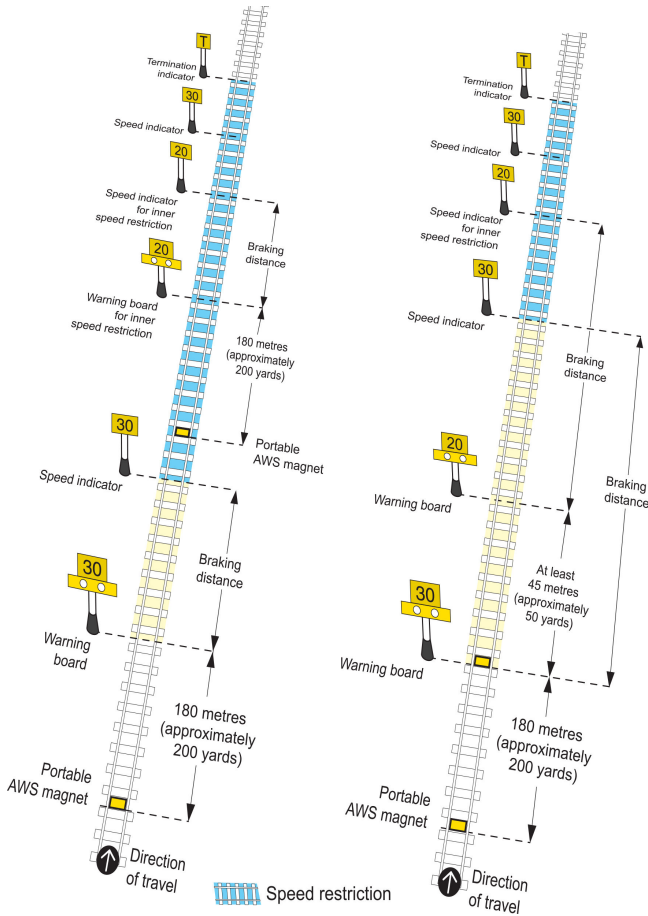 T
Termination
indicator
30
Speed indicator
20
Speed indicator
for inner
speed restriction
Braking
distance
20
Warning board
for inner
speed restriction
180 metres
(approximately
200 yards)
30
Speed indicator
Portable
AWS magnet
Braking
distance
30
Warning
board
180 metres
(approximately
200 yards)
Portable
AWS magnet
Direction
of travel
T
Termination
indicator
30
Speed indicator
20
Speed indicator
for inner
speed restriction
30
Speed indicator
Braking
distance
20
Warning board
Braking
distance
At least
45 metres
(approximately
50 yards)
30
Warning board
180 metres
(approximately
200 yards)
Portable
AWS magnet
Direction
of travel
Speed restriction